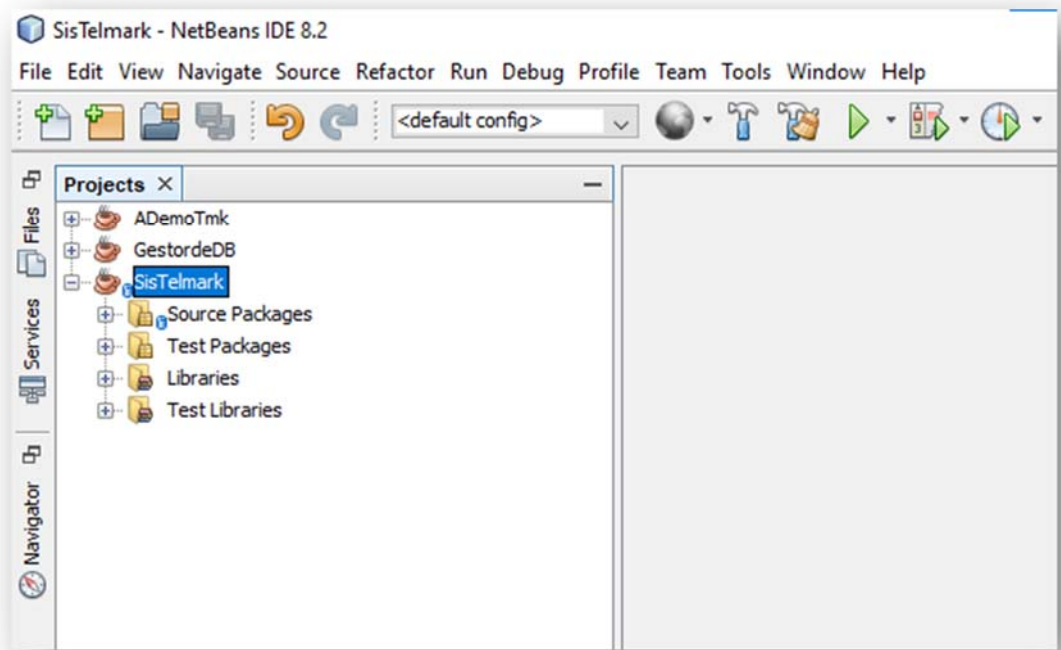 SisTelmark - NetBeans IDE 8.2
File Edit View Navigate Source Refactor Run Debug Profile Team Tools Window Help
<default config>
Projects
Files
Services
Navigator
ADemoTmk
GestordeDB
SisTelmark
Source Packages
Test Packages
Libraries
Test Libraries